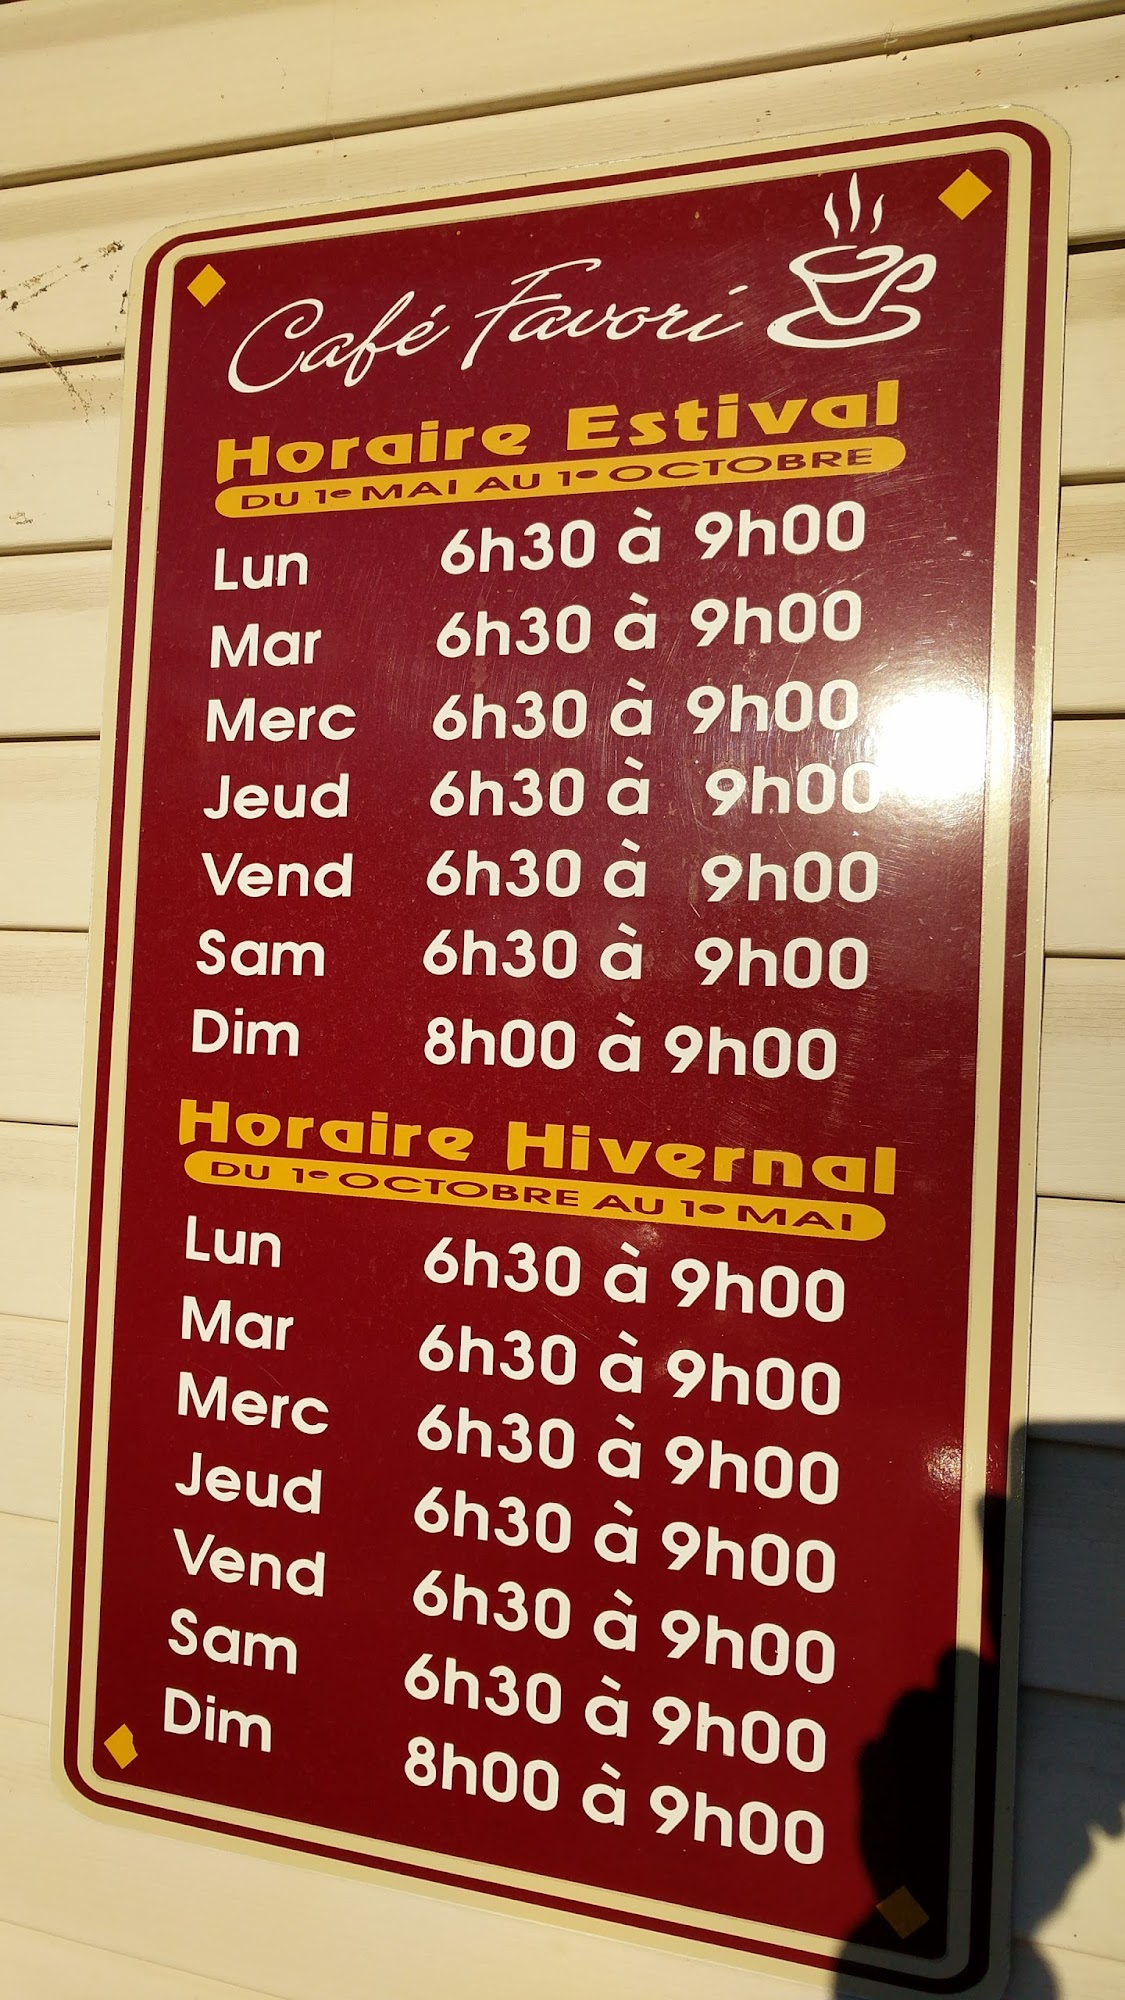 Café Favori
Horaire Estival
DU 1e MAI AU 1e OCTOBRE
Lun 6h30 à 9h00
Mar 6h30 à 9h00
Merc 6h30 à 9h00
Jeud 6h30 à 9h00
Vend 6h30 à 9h00
Sam 6h30 à 9h00
Dim 8h00 à 9h00
Horaire Hivernal
DU 1e OCTOBRE AU 1e MAI
Lun 6h30 à 9h00
Mar 6h30 à 9h00
Merc 6h30 à 9h00
Jeud 6h30 à 9h00
Vend 6h30 à 9h00
Sam 6h30 à 9h00
Dim 8h00 à 9h00